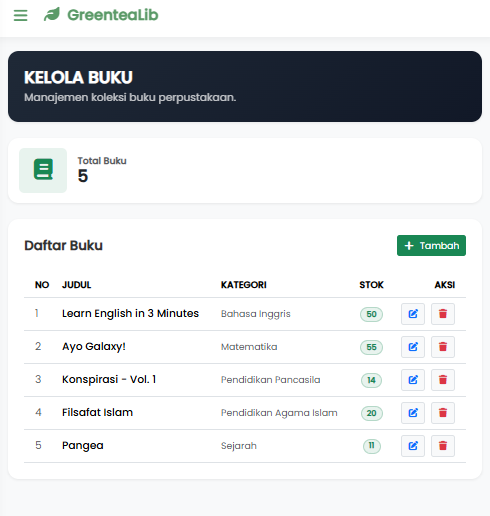 GreenteaLib
KELOLA BUKU
Manajemen koleksi buku perpustakaan.
Total Buku
5
Daftar Buku
Tambah
NO JUDUL KATEGORI STOK AKSI
1 Learn English in 3 Minutes Bahasa Inggris 50
2 Ayo Galaxy! Matematika 55
3 Konspirasi - Vol. 1 Pendidikan Pancasila 14
4 Filsafat Islam Pendidikan Agama Islam 20
5 Pangea Sejarah 11